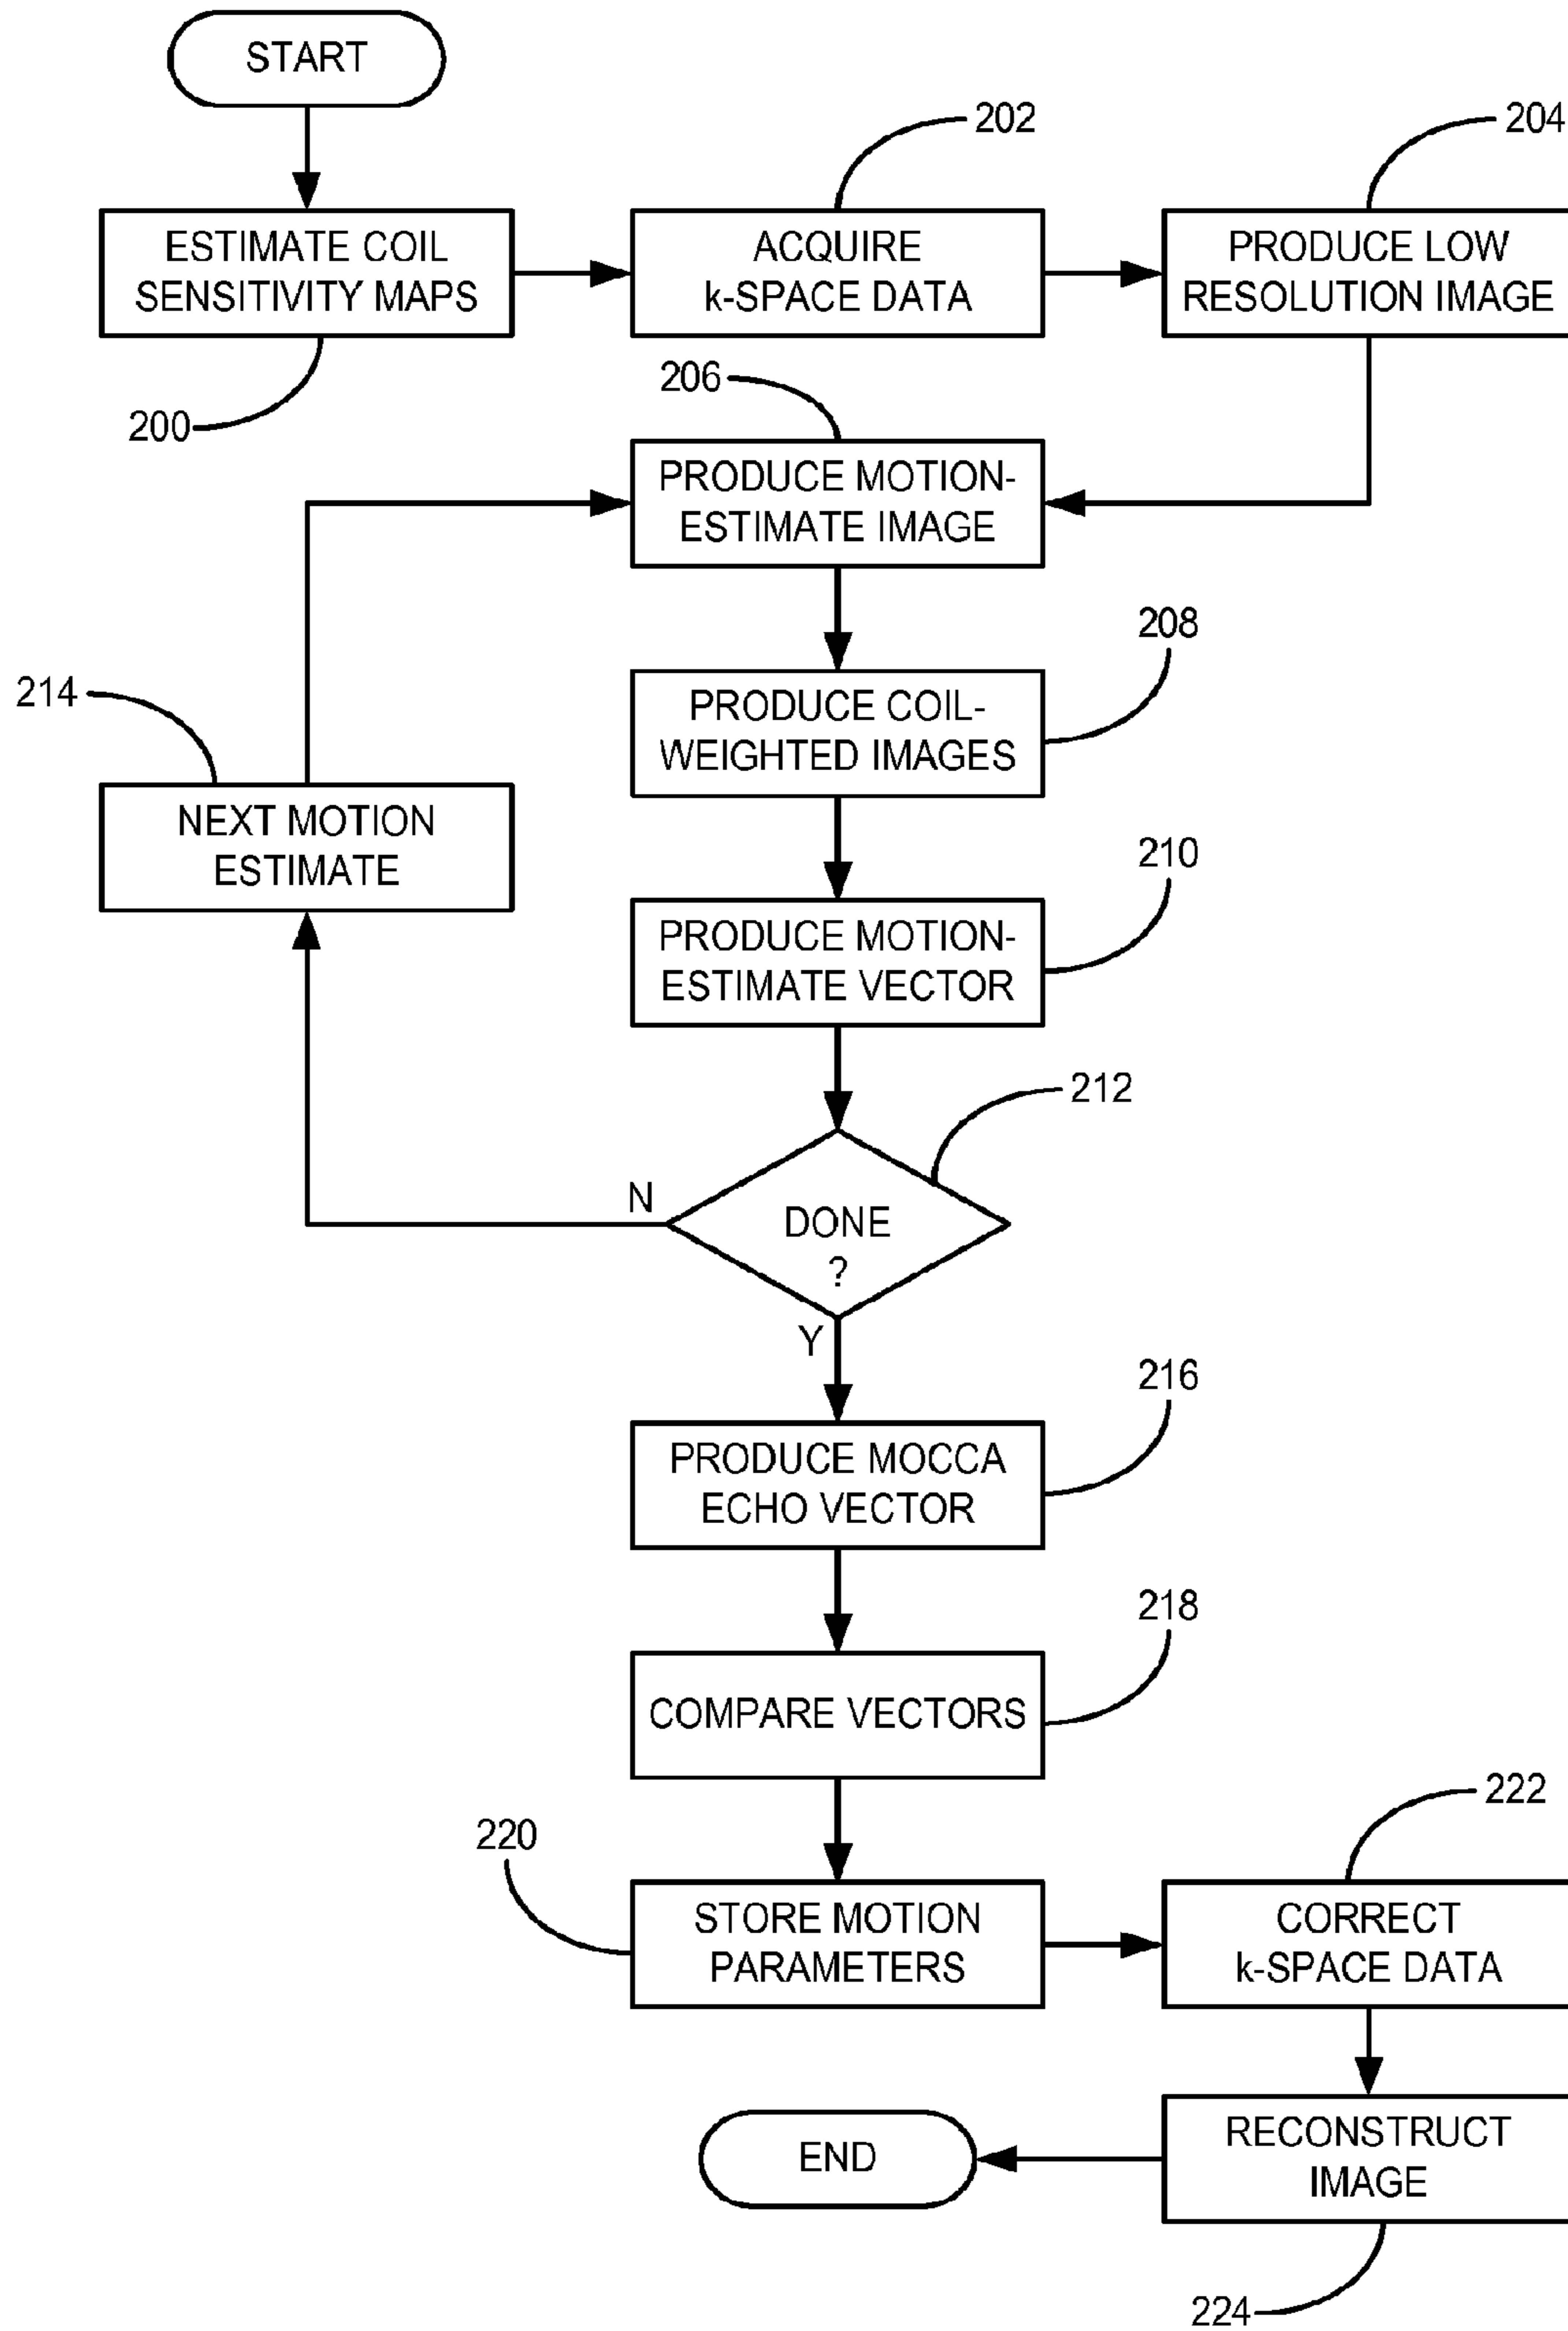 START
202
204
ESTIMATE COIL
SENSITIVITY MAPS
ACQUIRE
k-SPACE DATA
PRODUCE LOW
RESOLUTION IMAGE
200
206
PRODUCE MOTION-
ESTIMATE IMAGE
208
PRODUCE COIL-
WEIGHTED IMAGES
214
NEXT MOTION
ESTIMATE
210
PRODUCE MOTION-
ESTIMATE VECTOR
212
N
DONE
?
Y
216
PRODUCE MOCCA
ECHO VECTOR
218
COMPARE VECTORS
220
222
STORE MOTION
PARAMETERS
CORRECT
k-SPACE DATA
END
RECONSTRUCT
IMAGE
224